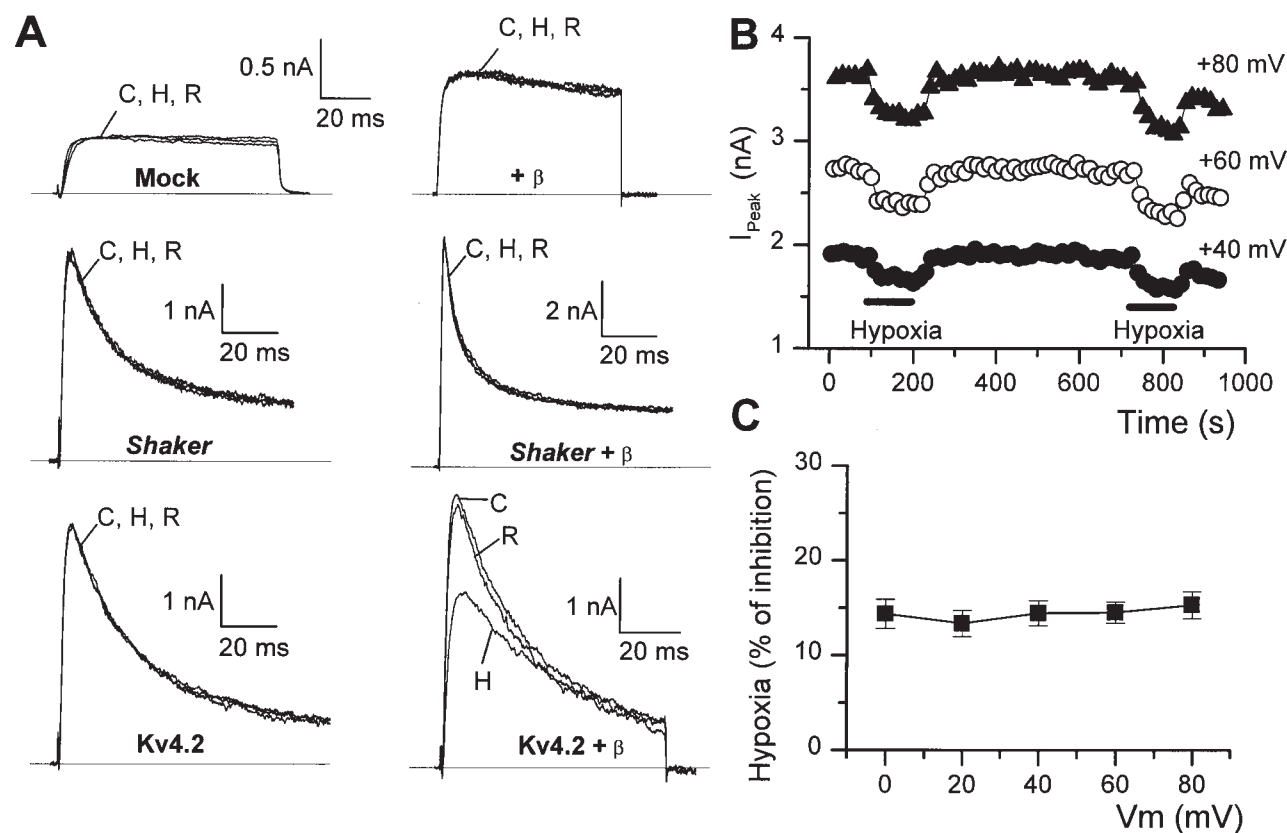 A
C, H, R
0.5 nA
20 ms
Mock
C, H, R
+ β
C, H, R
1 nA
20 ms
Shaker
C, H, R
2 nA
20 ms
Shaker + β
C, H, R
1 nA
20 ms
Kv4.2
C
R
H
1 nA
20 ms
Kv4.2 + β
B
I_Peak (nA)
4
3
2
1
+80 mV
+60 mV
+40 mV
Hypoxia
Hypoxia
0
200
400
600
800
1000
Time (s)
C
Hypoxia (% of inhibition)
30
20
10
0
0
20
40
60
80
Vm (mV)